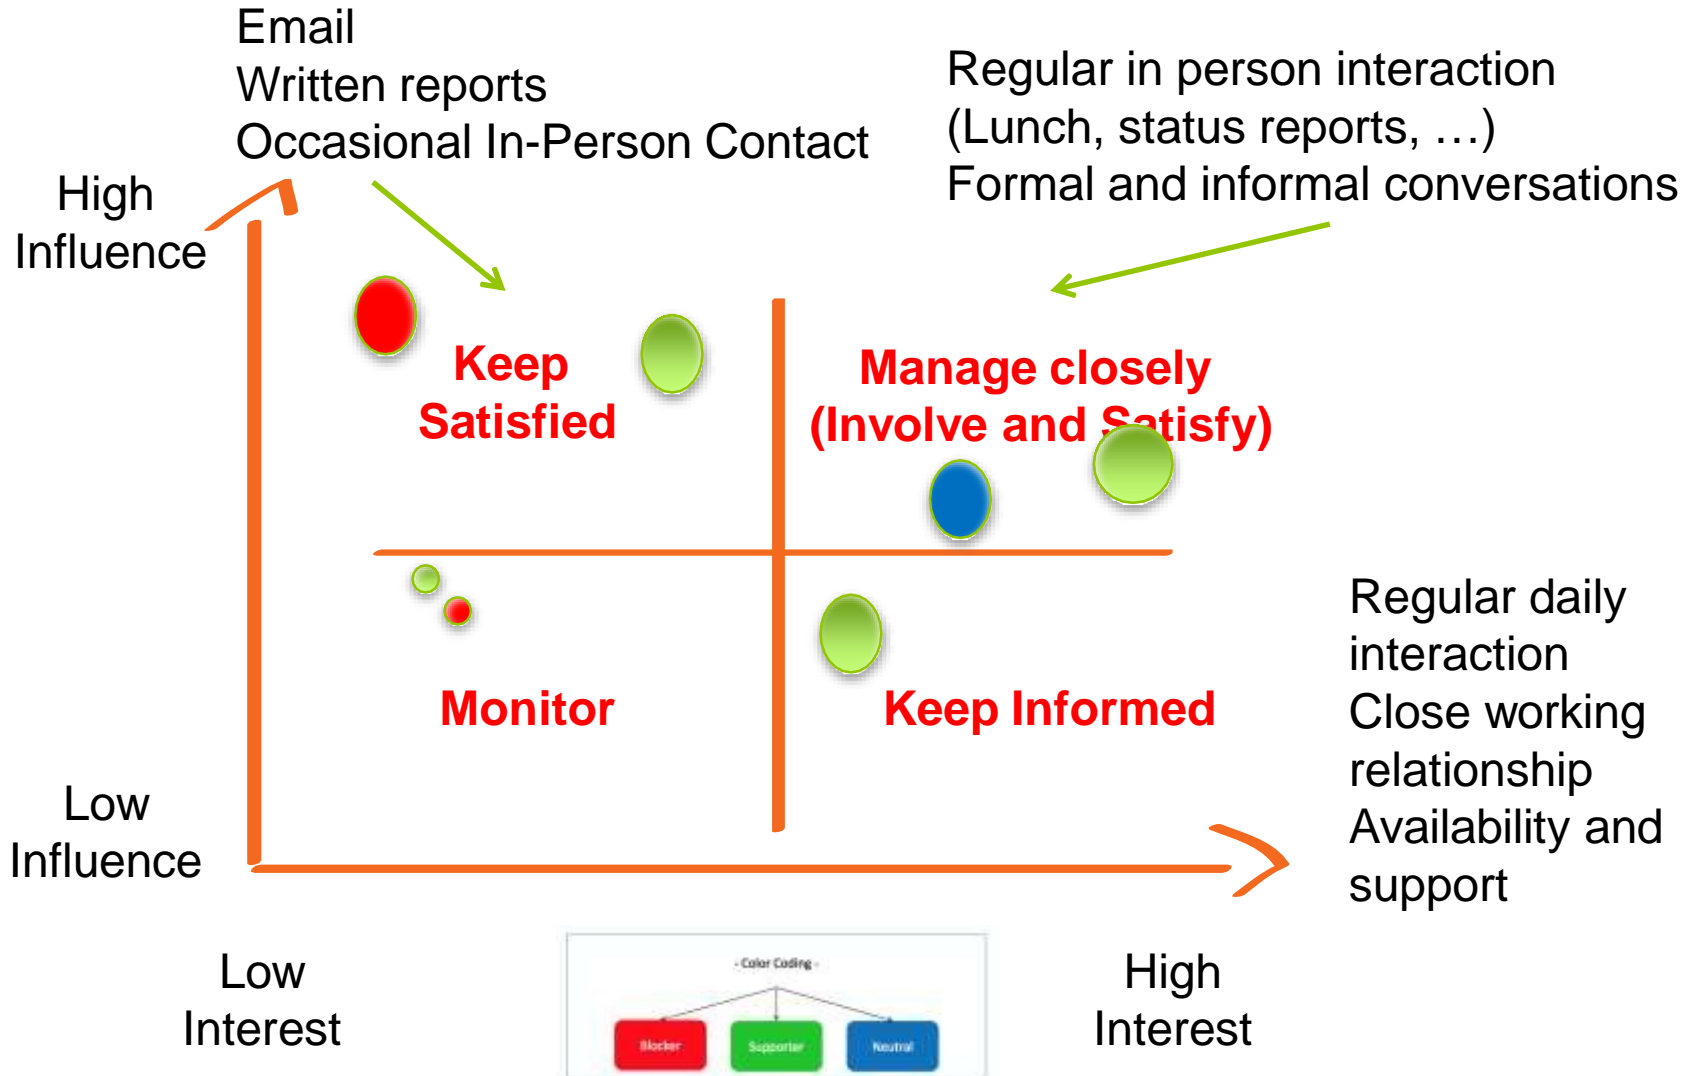 Email
Written reports
Occasional In-Person Contact
Regular in person interaction
(Lunch, status reports, …)
Formal and informal conversations
High
Influence
Keep
Satisfied
Manage closely
(Involve and Satisfy)
Monitor
Keep Informed
Regular daily
interaction
Close working
relationship
Availability and
support
Low
Influence
Low
Interest
- Color Coding -
Blocker
Supporter
Neutral
High
Interest